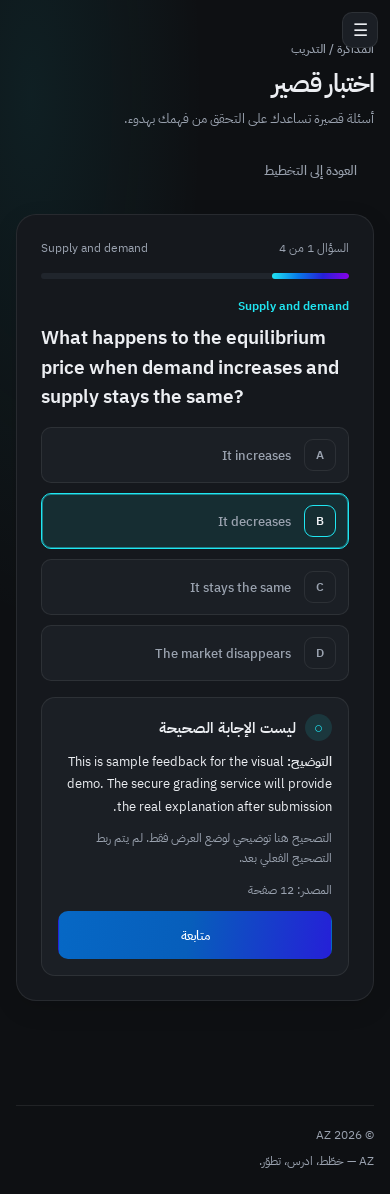 ☰
المذاكرة / التدريب
اختبار قصير
أسئلة قصيرة تساعدك على التحقق من فهمك بهدوء.
العودة إلى التخطيط
السؤال 1 من 4
Supply and demand
Supply and demand
What happens to the equilibrium
price when demand increases and
supply stays the same?
A It increases
B It decreases
C It stays the same
D The market disappears
ليست الإجابة الصحيحة
التوضيح: This is sample feedback for the visual
demo. The secure grading service will provide
the real explanation after submission.
التصحيح هنا توضيحي لوضع العرض فقط. لم يتم ربط
التصحيح الفعلي بعد.
المصدر: 12 صفحة
متابعة
© 2026 AZ
AZ — خطّط، ادرس، تطوّر.